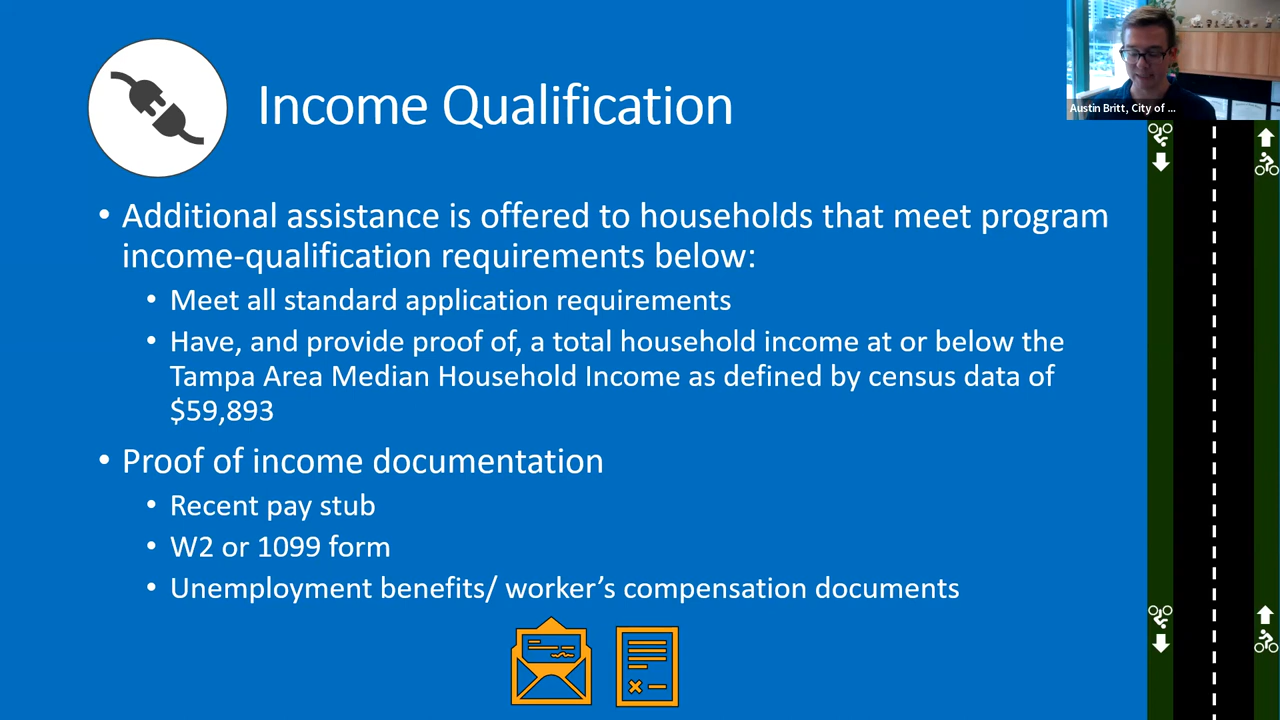 Income Qualification
Austin Britt, City of ...
• Additional assistance is offered to households that meet program
income-qualification requirements below:
• Meet all standard application requirements
• Have, and provide proof of, a total household income at or below the
Tampa Area Median Household Income as defined by census data of
$59,893
• Proof of income documentation
• Recent pay stub
• W2 or 1099 form
• Unemployment benefits/ worker’s compensation documents